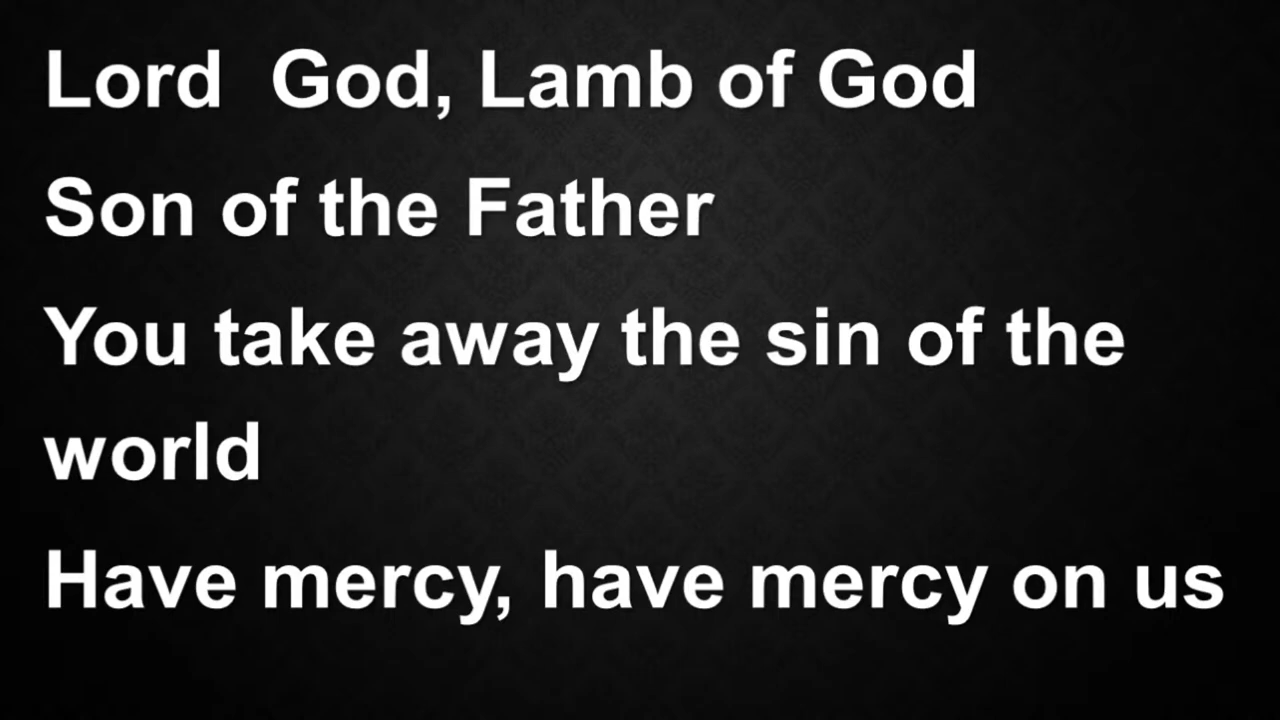 Lord  God, Lamb of God
Son of the Father
You take away the sin of the
world
Have mercy, have mercy on us